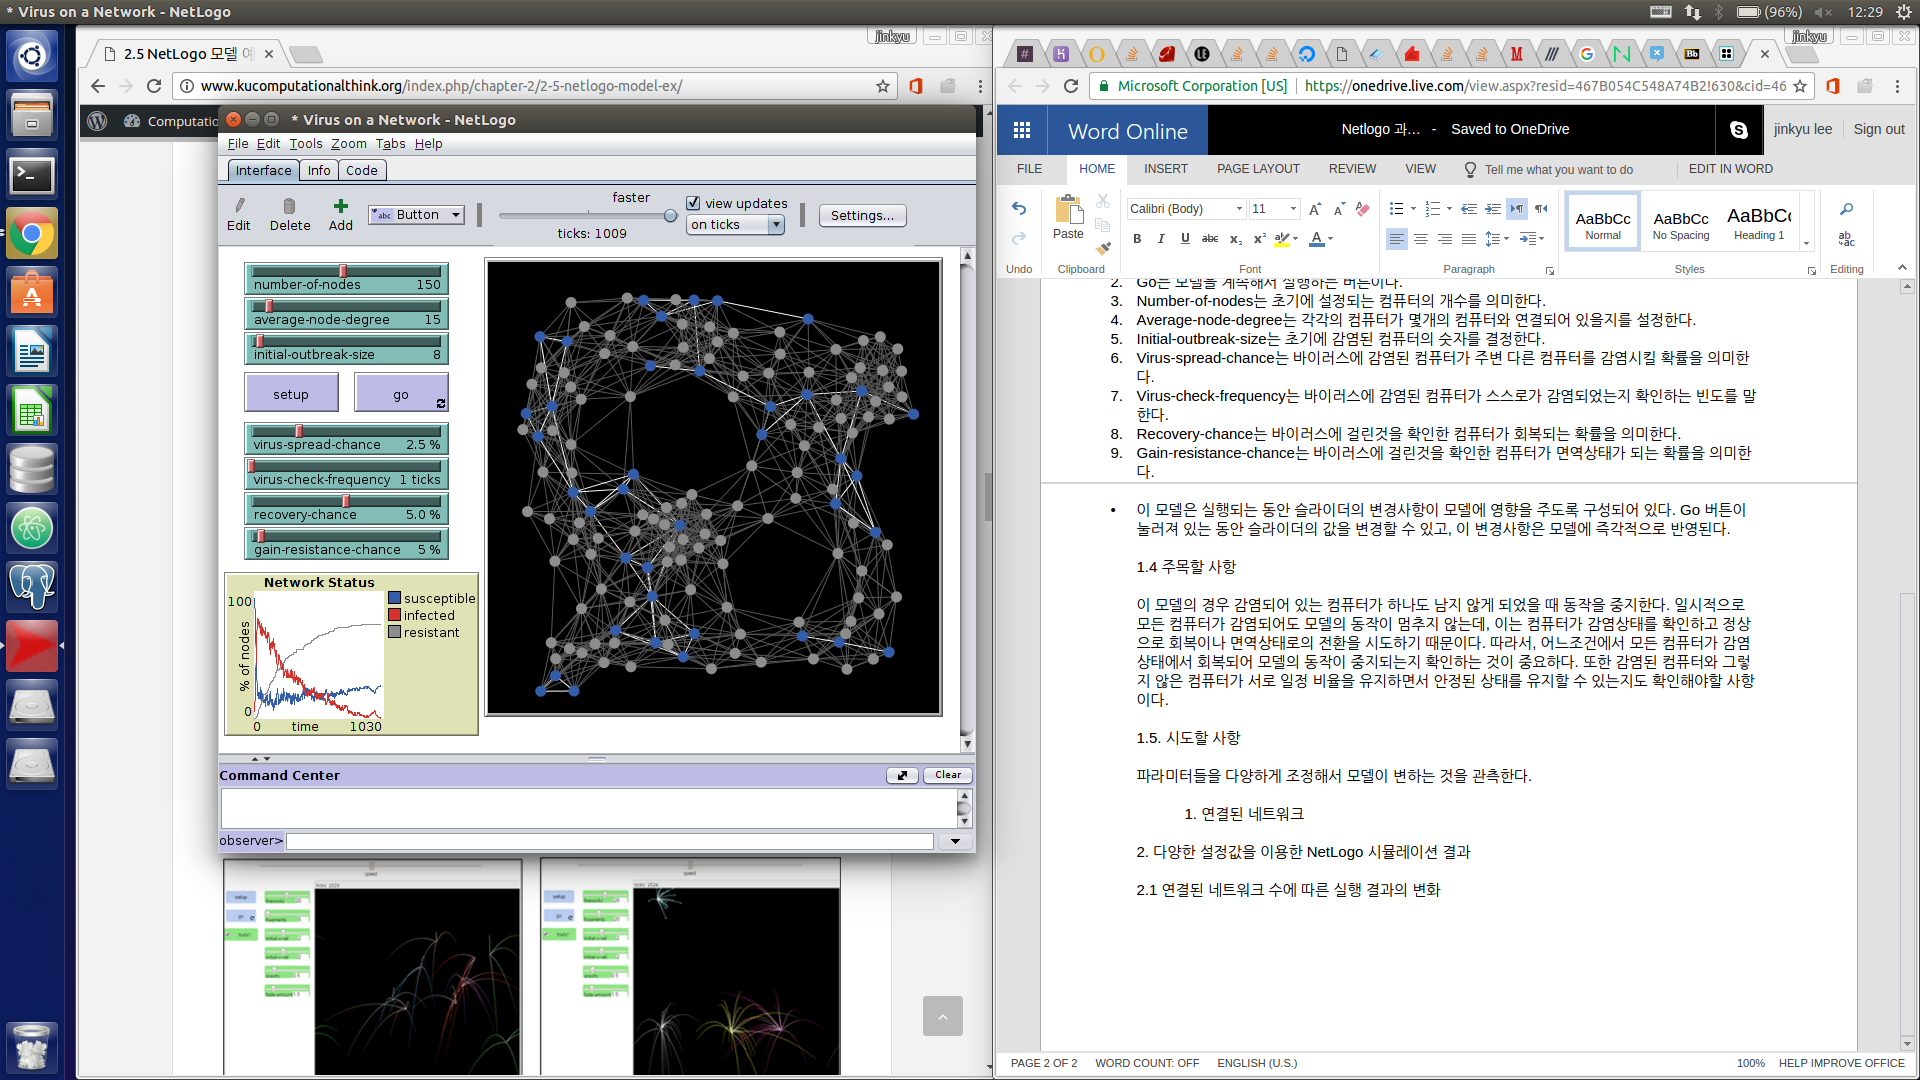 * Virus on a Network - NetLogo
(96%)
12:29
jinkyu
2.5 NetLogo 모델 예
www.kucomputationalthink.org/index.php/chapter-2/2-5-netlogo-model-ex/
Computatio
* Virus on a Network - NetLogo
File Edit Tools Zoom Tabs Help
Interface Info Code
Edit Delete Add
abc Button
faster
ticks: 1009
view updates
on ticks
Settings...
number-of-nodes 150
average-node-degree 15
initial-outbreak-size 8
setup go
virus-spread-chance 2.5 %
virus-check-frequency 1 ticks
recovery-chance 5.0 %
gain-resistance-chance 5 %
Network Status
100
% of nodes
0
0 time 1030
susceptible
infected
resistant
Command Center
Clear
observer>
speed
speed
setup
go
setup
go
jinkyu
Microsoft Corporation [US]
https://onedrive.live.com/view.aspx?resid=467B054C548A74B2!630&cid=46
Word Online
Netlogo 과... - Saved to OneDrive
jinkyu lee
Sign out
FILE HOME INSERT PAGE LAYOUT REVIEW VIEW Tell me what you want to do EDIT IN WORD
Paste
Calibri (Body) 11
B I U abc x₂ x²
AaBbCc Normal
AaBbCc No Spacing
AaBbCc Heading 1
Undo Clipboard Font Paragraph Styles Editing
2. Go는 모델을 계속해서 실행하는 버튼이다.
3. Number-of-nodes는 초기에 설정되는 컴퓨터의 개수를 의미한다.
4. Average-node-degree는 각각의 컴퓨터가 몇개의 컴퓨터와 연결되어 있을지를 설정한다.
5. Initial-outbreak-size는 초기에 감염된 컴퓨터의 숫자를 결정한다.
6. Virus-spread-chance는 바이러스에 감염된 컴퓨터가 주변 다른 컴퓨터를 감염시킬 확률을 의미한
다.
7. Virus-check-frequency는 바이러스에 감염된 컴퓨터가 스스로가 감염되었는지 확인하는 빈도를 말
한다.
8. Recovery-chance는 바이러스에 걸린것을 확인한 컴퓨터가 회복되는 확률을 의미한다.
9. Gain-resistance-chance는 바이러스에 걸린것을 확인한 컴퓨터가 면역상태가 되는 확률을 의미한
다.
• 이 모델은 실행되는 동안 슬라이더의 변경사항이 모델에 영향을 주도록 구성되어 있다. Go 버튼이
눌러져 있는 동안 슬라이더의 값을 변경할 수 있고, 이 변경사항은 모델에 즉각적으로 반영된다.
1.4 주목할 사항
이 모델의 경우 감염되어 있는 컴퓨터가 하나도 남지 않게 되었을 때 동작을 중지한다. 일시적으로
모든 컴퓨터가 감염되어도 모델의 동작이 멈추지 않는데, 이는 컴퓨터가 감염상태를 확인하고 정상
으로 회복이나 면역상태로의 전환을 시도하기 때문이다. 따라서, 어느조건에서 모든 컴퓨터가 감염
상태에서 회복되어 모델의 동작이 중지되는지 확인하는 것이 중요하다. 또한 감염된 컴퓨터와 그렇
지 않은 컴퓨터가 서로 일정 비율을 유지하면서 안정된 상태를 유지할 수 있는지도 확인해야할 사항
이다.
1.5. 시도할 사항
파라미터들을 다양하게 조정해서 모델이 변하는 것을 관측한다.
1. 연결된 네트워크
2. 다양한 설정값을 이용한 NetLogo 시뮬레이션 결과
2.1 연결된 네트워크 수에 따른 실행 결과의 변화
PAGE 2 OF 2 WORD COUNT: OFF ENGLISH (U.S.) 100% HELP IMPROVE OFFICE